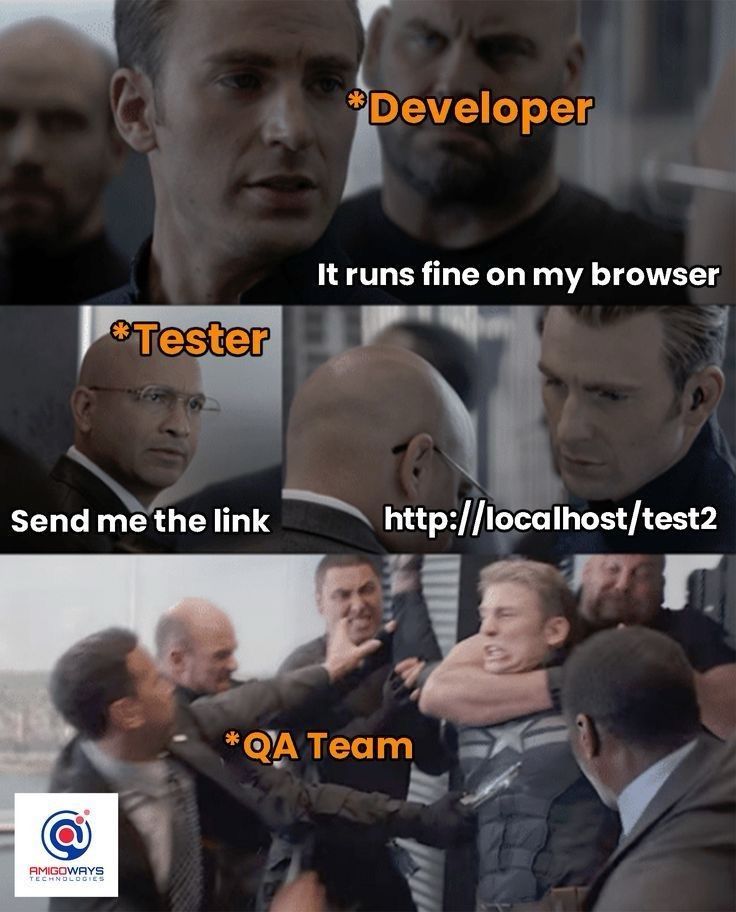 *Developer
It runs fine on my browser
*Tester
Send me the link
http://localhost/test2
*QA Team
AMIGOWAYS
TECHNOLOGIES